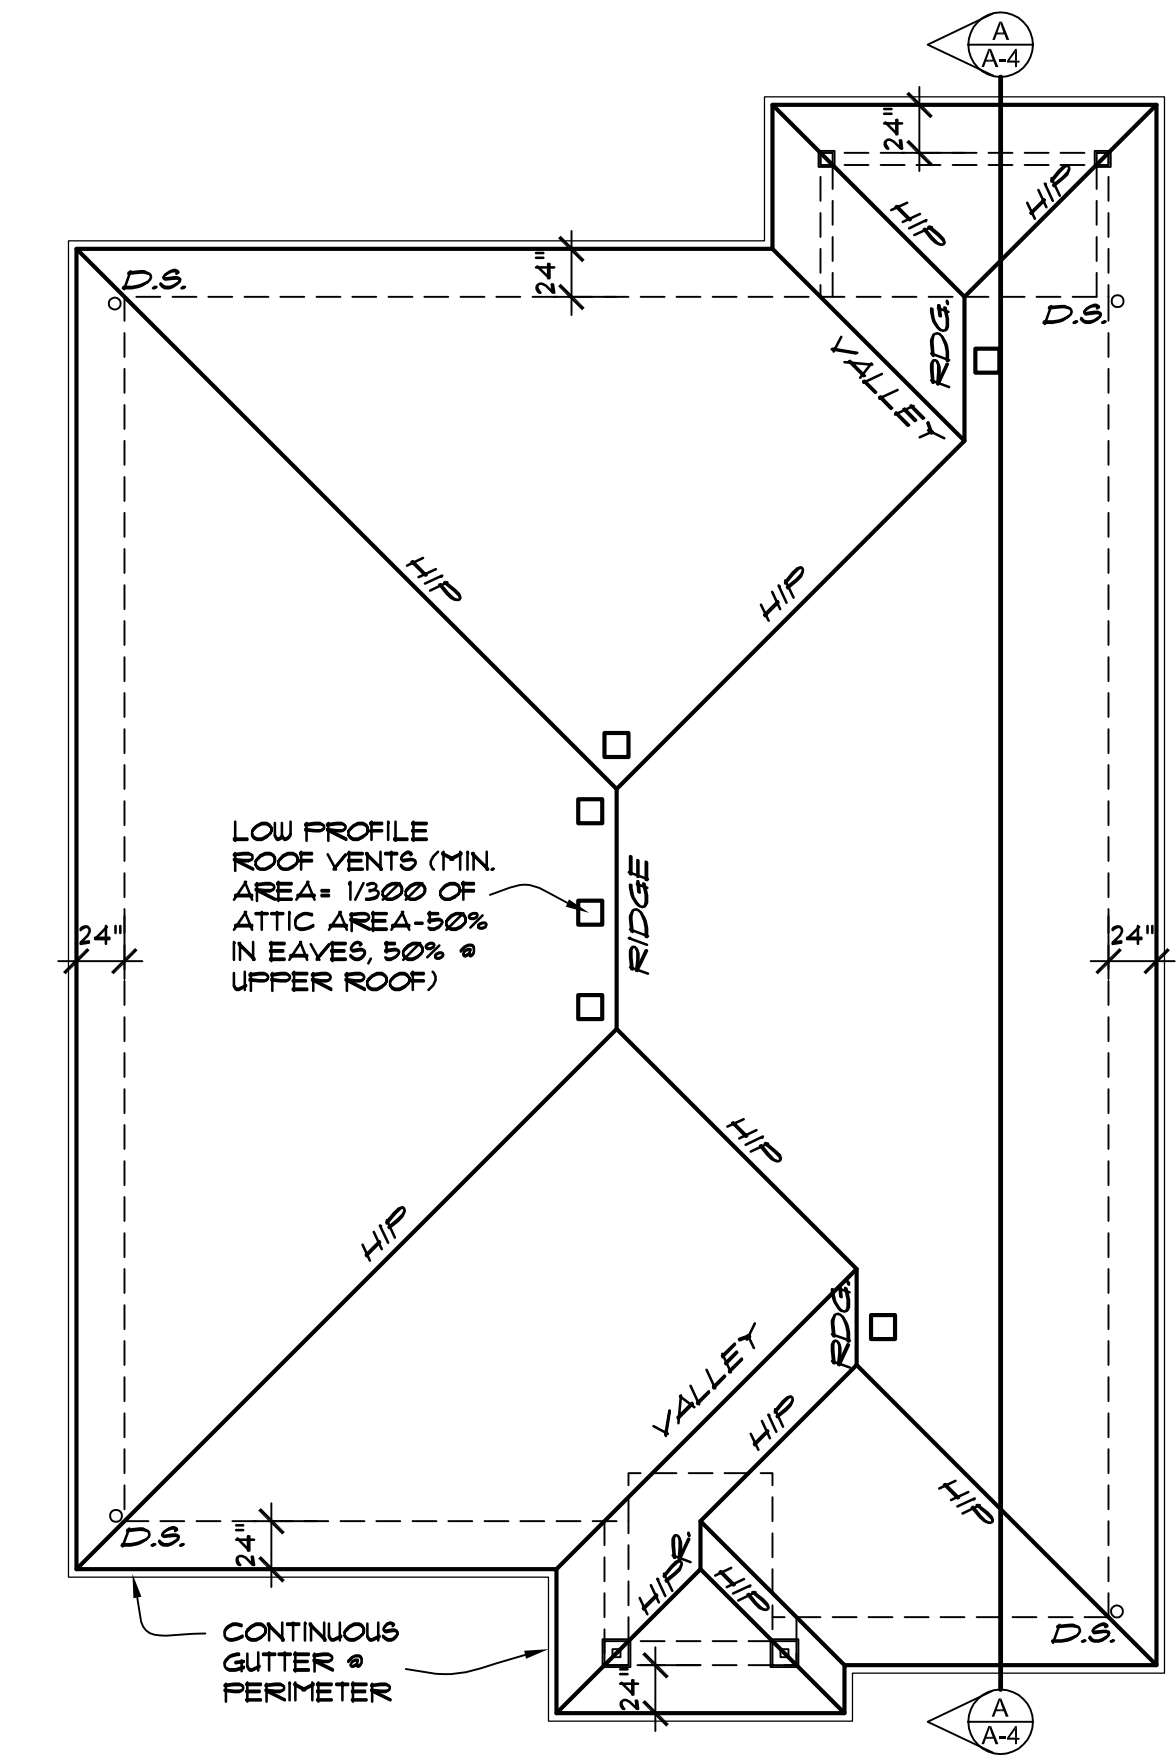 A
A-4
24"
HIP
HIP
D.S.
24"
D.S.
RDG.
VALLEY
HIP
HIP
LOW PROFILE
ROOF VENTS (MIN.
AREA= 1/300 OF
ATTIC AREA-50%
IN EAVES, 50% @
UPPER ROOF)
RIDGE
24"
24"
HIP
HIP
RDG.
VALLEY
HIP
HIP
D.S.
24"
R.
HIP
HIP
D.S.
CONTINUOUS
GUTTER @
PERIMETER
24"
A
A-4